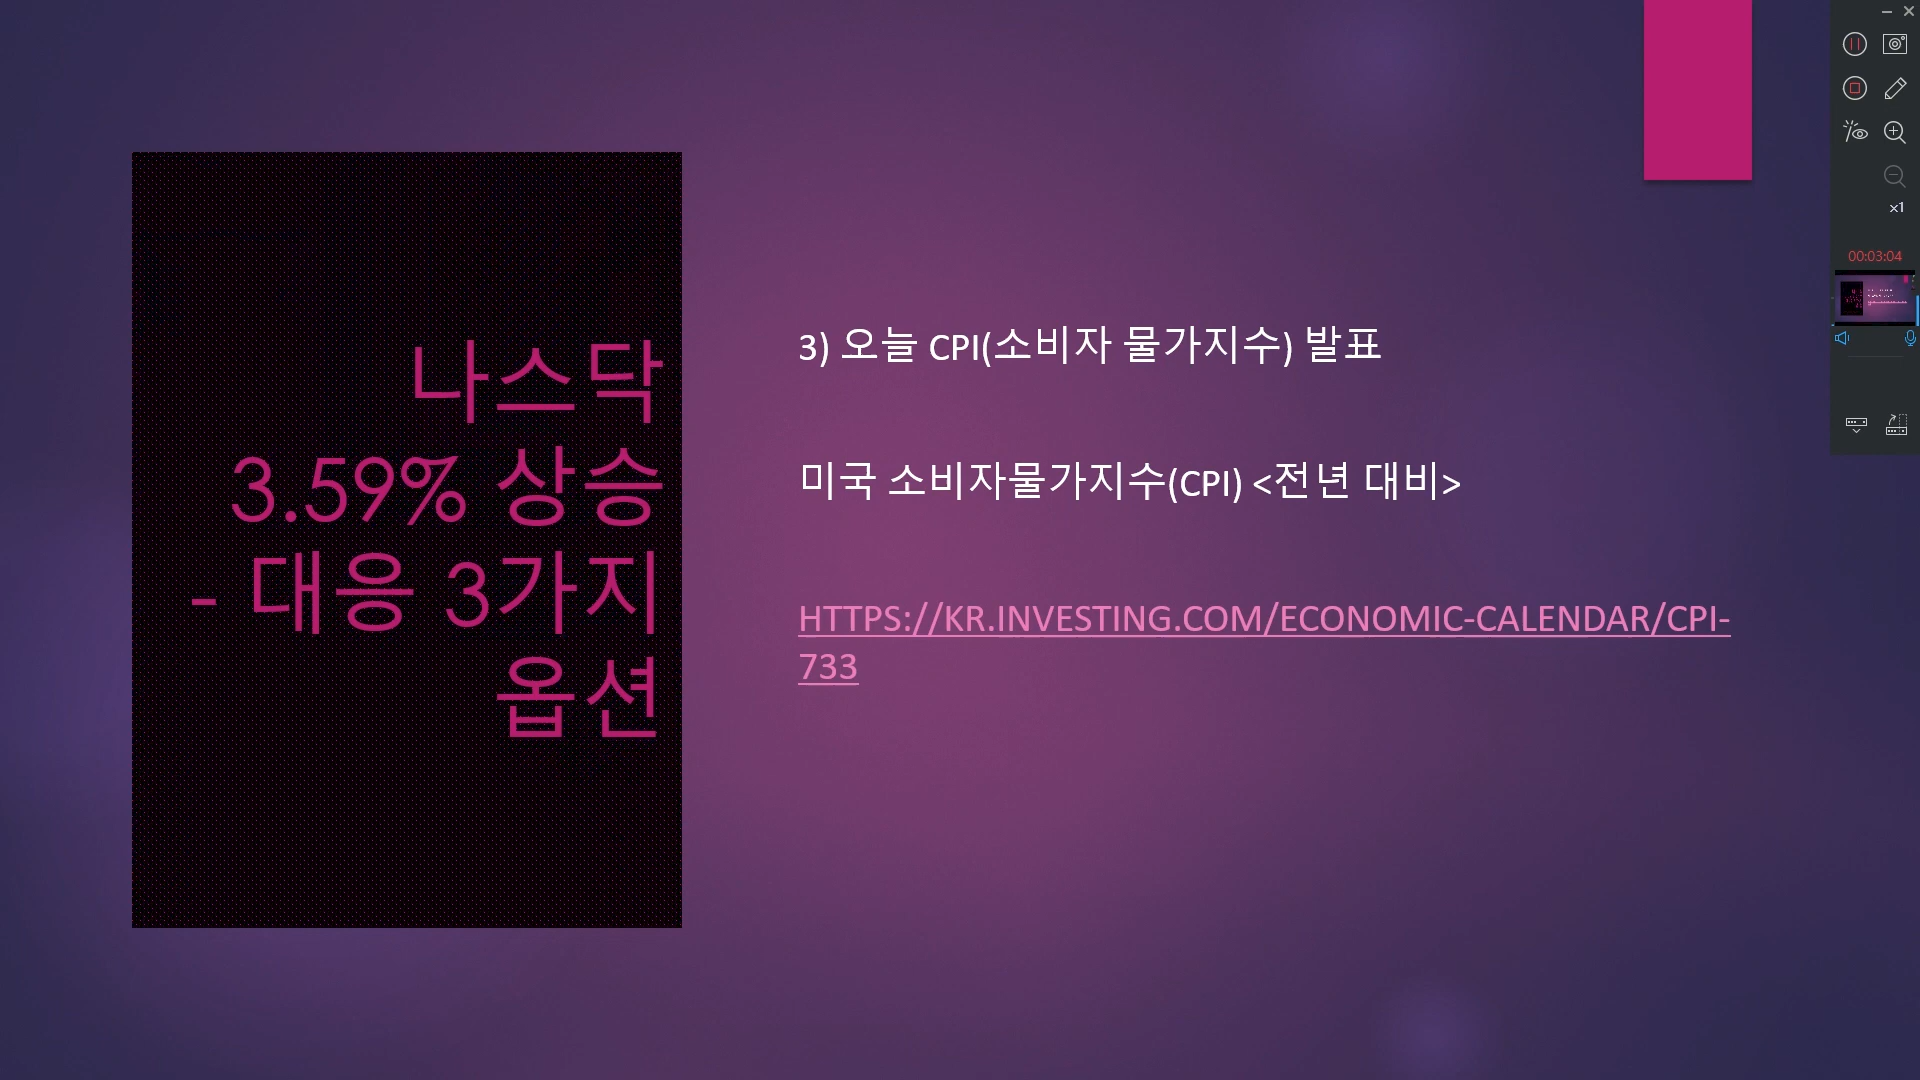 나스닥
3.59% 상승
- 대응 3가지
옵션
3) 오늘 CPI(소비자 물가지수) 발표
미국 소비자물가지수(CPI) <전년 대비>
HTTPS://KR.INVESTING.COM/ECONOMIC-CALENDAR/CPI-
733
x1
00:03:04